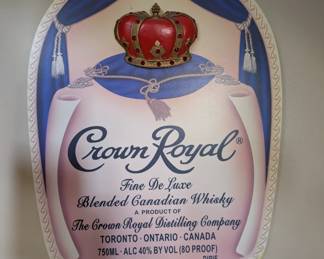 Crown Royal®
Fine De Luxe
Blended Canadian Whisky
A PRODUCT OF
The Crown Royal Distilling Company
TORONTO · ONTARIO · CANADA
750ML · ALC 40% BY VOL (80 PROOF)